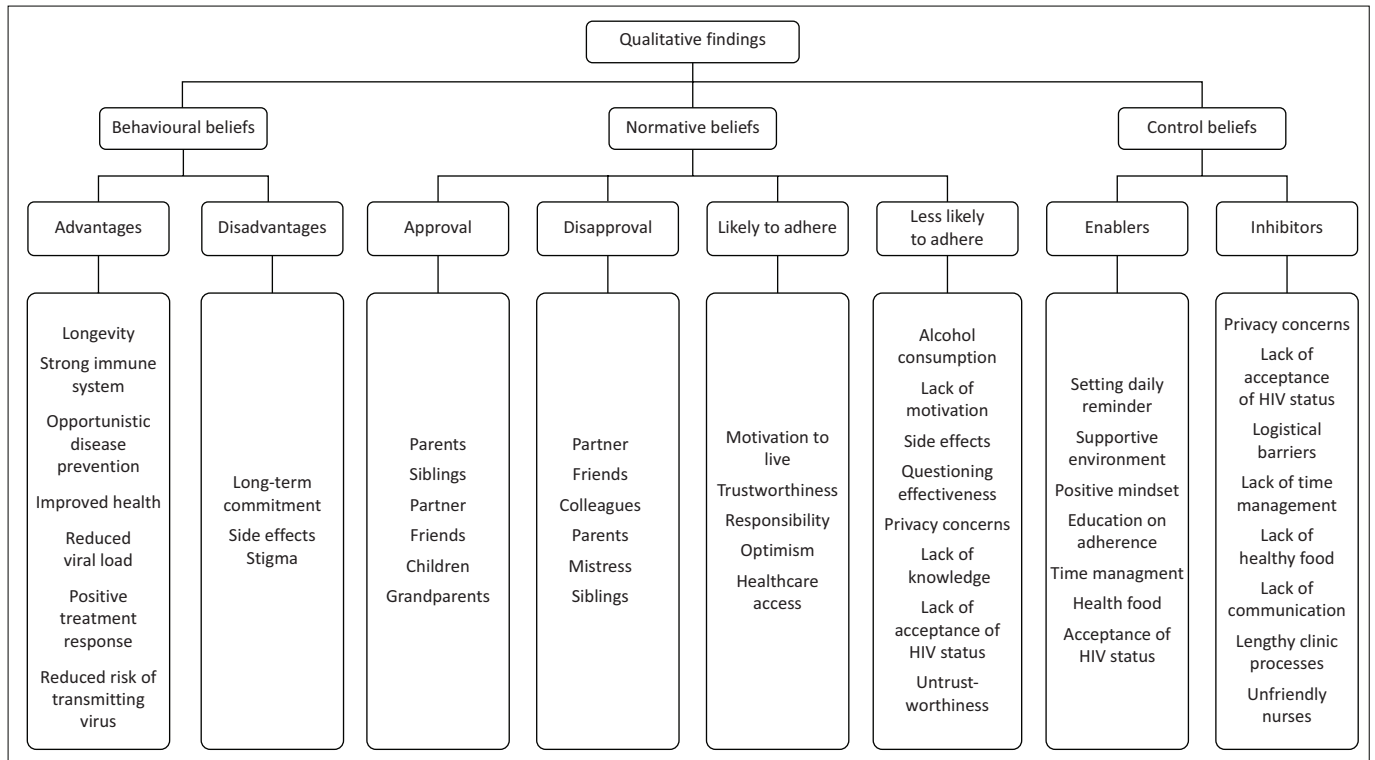 Qualitative findings
Behavioural beliefs
Normative beliefs
Control beliefs
Advantages
Disadvantages
Approval
Disapproval
Likely to adhere
Less likely
to adhere
Enablers
Inhibitors
Longevity
Strong immune
system
Opportunistic
disease
prevention
Improved health
Reduced
viral load
Positive
treatment
response
Reduced risk of
transmitting
virus
Long-term
commitment
Side effects
Stigma
Parents
Siblings
Partner
Friends
Children
Grandparents
Partner
Friends
Colleagues
Parents
Mistress
Siblings
Motivation to
live
Trustworthiness
Responsibility
Optimism
Healthcare
access
Alcohol
consumption
Lack of
motivation
Side effects
Questioning
effectiveness
Privacy concerns
Lack of
knowledge
Lack of
acceptance of
HIV status
Untrust-
worthiness
Setting daily
reminder
Supportive
environment
Positive mindset
Education on
adherence
Time managment
Health food
Acceptance of
HIV status
Privacy concerns
Lack of
acceptance
of HIV status
Logistical
barriers
Lack of time
management
Lack of
healthy food
Lack of
communication
Lengthy clinic
processes
Unfriendly
nurses